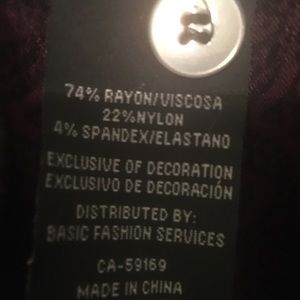 74% RAYON/VISCOSA
22%NYLON
4% SPANDEX/ELASTANO
EXCLUSIVE OF DECORATION
EXCLUSIVO DE DECORACIÓN
DISTRIBUTED BY:
BASIC FASHION SERVICES
CA-59169
MADE IN CHINA